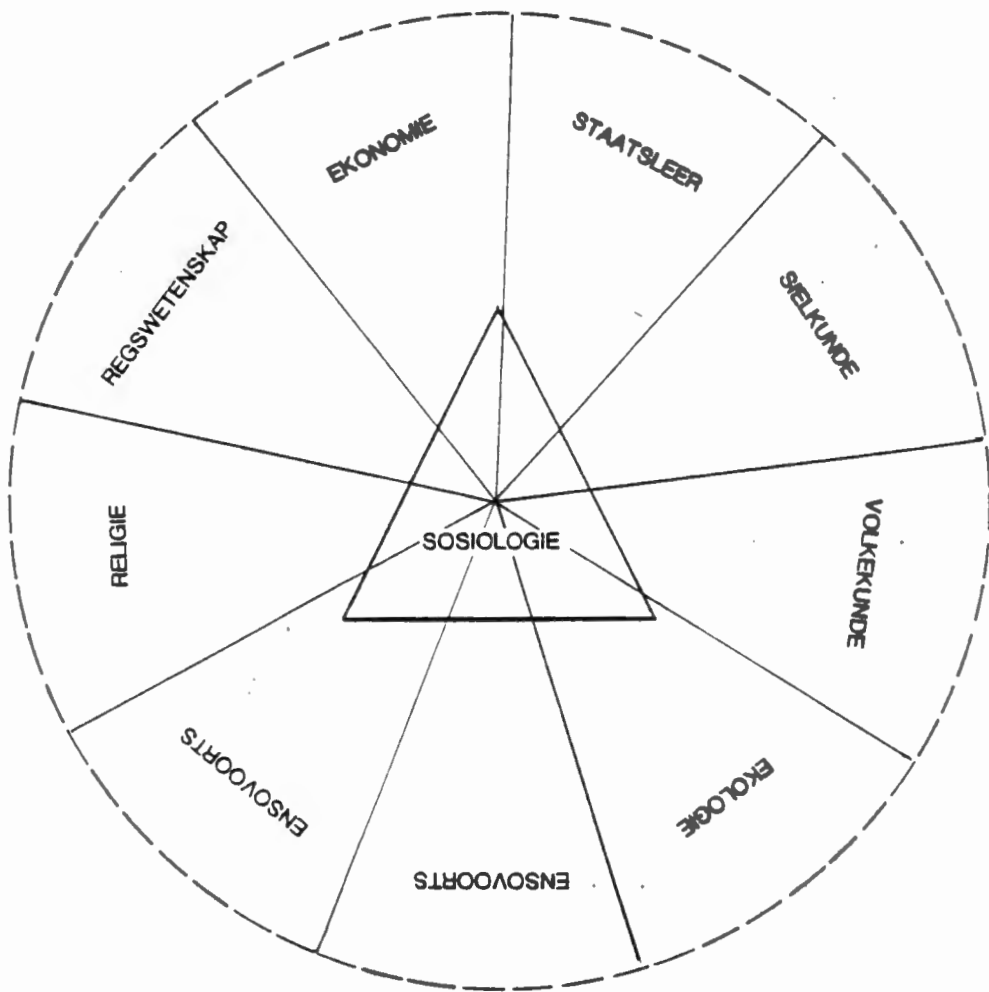 EKONOMIE
STAATSLEER
SIELKUNDE
VOLKEKUNDE
EKOLOGIE
ENSOVOORTS
ENSOVOORTS
RELIGIE
REGSWETENSKAP
SOSIOLOGIE